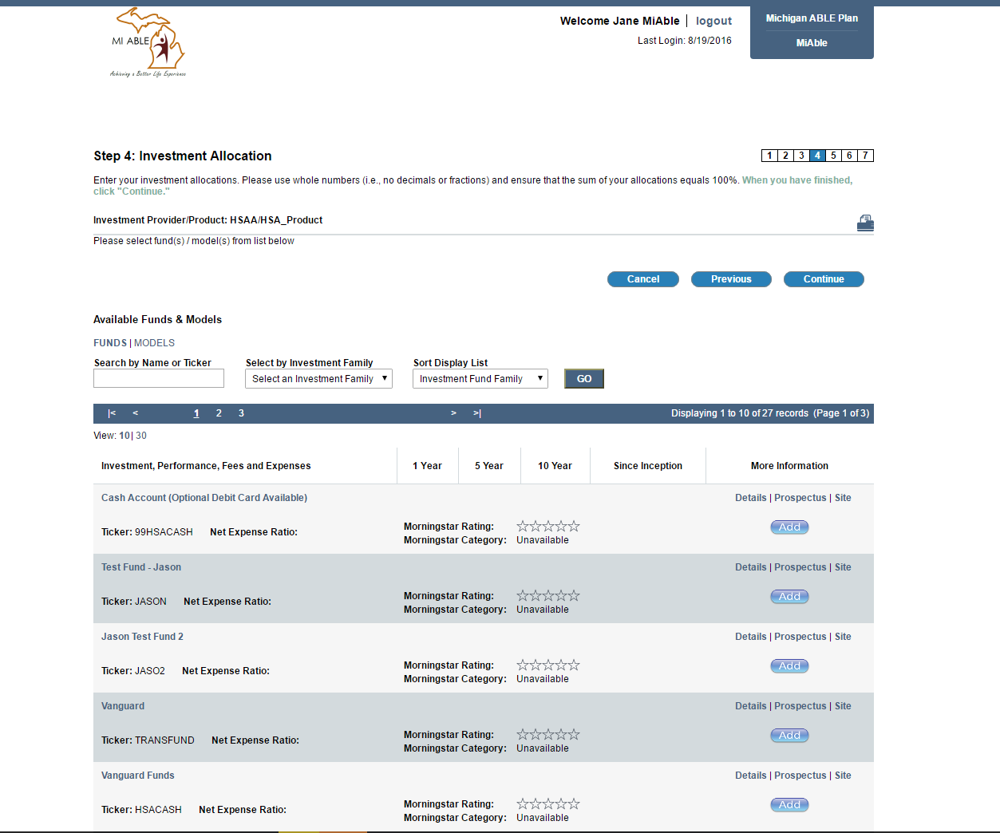 MI ABLE
Achieving a Better Life Experience
Welcome Jane MiAble | logout
Last Login: 8/19/2016
Michigan ABLE Plan
MiAble
Step 4: Investment Allocation
1 2 3 4 5 6 7
Enter your investment allocations. Please use whole numbers (i.e., no decimals or fractions) and ensure that the sum of your allocations equals 100%. When you have finished,
click "Continue."
Investment Provider/Product: HSAA/HSA_Product
Please select fund(s) / model(s) from list below
Cancel Previous Continue
Available Funds & Models
FUNDS | MODELS
Search by Name or Ticker Select by Investment Family Sort Display List
Select an Investment Family Investment Fund Family GO
|< < 1 2 3 > >| Displaying 1 to 10 of 27 records (Page 1 of 3)
View: 10| 30
Investment, Performance, Fees and Expenses 1 Year 5 Year 10 Year Since Inception More Information
Cash Account (Optional Debit Card Available) Details | Prospectus | Site
Ticker: 99HSACASH Net Expense Ratio: Morningstar Rating: Add
Morningstar Category: Unavailable
Test Fund - Jason Details | Prospectus | Site
Ticker: JASON Net Expense Ratio: Morningstar Rating: Add
Morningstar Category: Unavailable
Jason Test Fund 2 Details | Prospectus | Site
Ticker: JASO2 Net Expense Ratio: Morningstar Rating: Add
Morningstar Category: Unavailable
Vanguard Details | Prospectus | Site
Ticker: TRANSFUND Net Expense Ratio: Morningstar Rating: Add
Morningstar Category: Unavailable
Vanguard Funds Details | Prospectus | Site
Ticker: HSACASH Net Expense Ratio: Morningstar Rating: Add
Morningstar Category: Unavailable